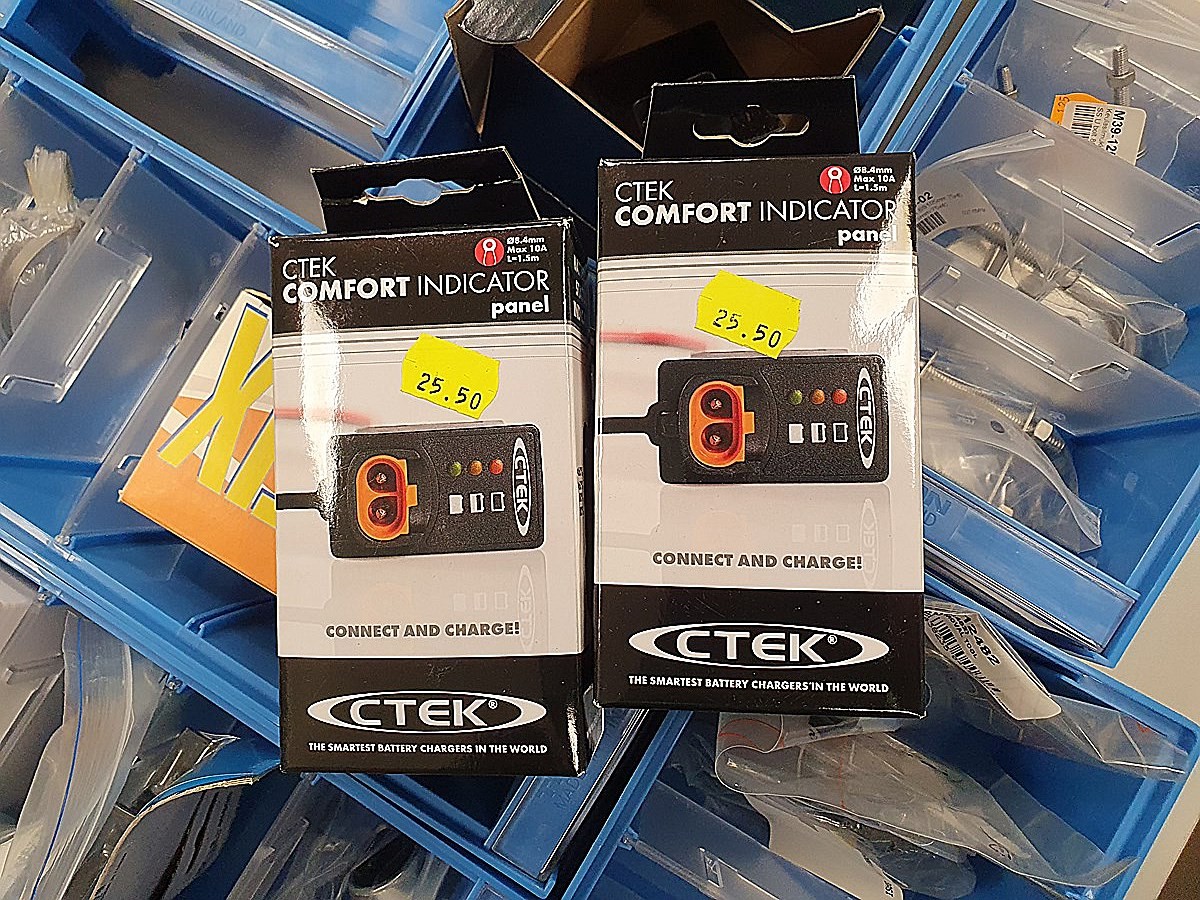 FINLAND
CTEK
COMFORT INDICATOR
panel
Ø8.4mm
Max 10A
L=1.5m
25.50
CTEK
CONNECT AND CHARGE!
CTEK®
THE SMARTEST BATTERY CHARGERS IN THE WORLD
CTEK
COMFORT INDICATOR
panel
Ø8.4mm
Max 10A
L=1.5m
25.50
CTEK
CONNECT AND CHARGE!
CTEK®
THE SMARTEST BATTERY CHARGERS IN THE WORLD